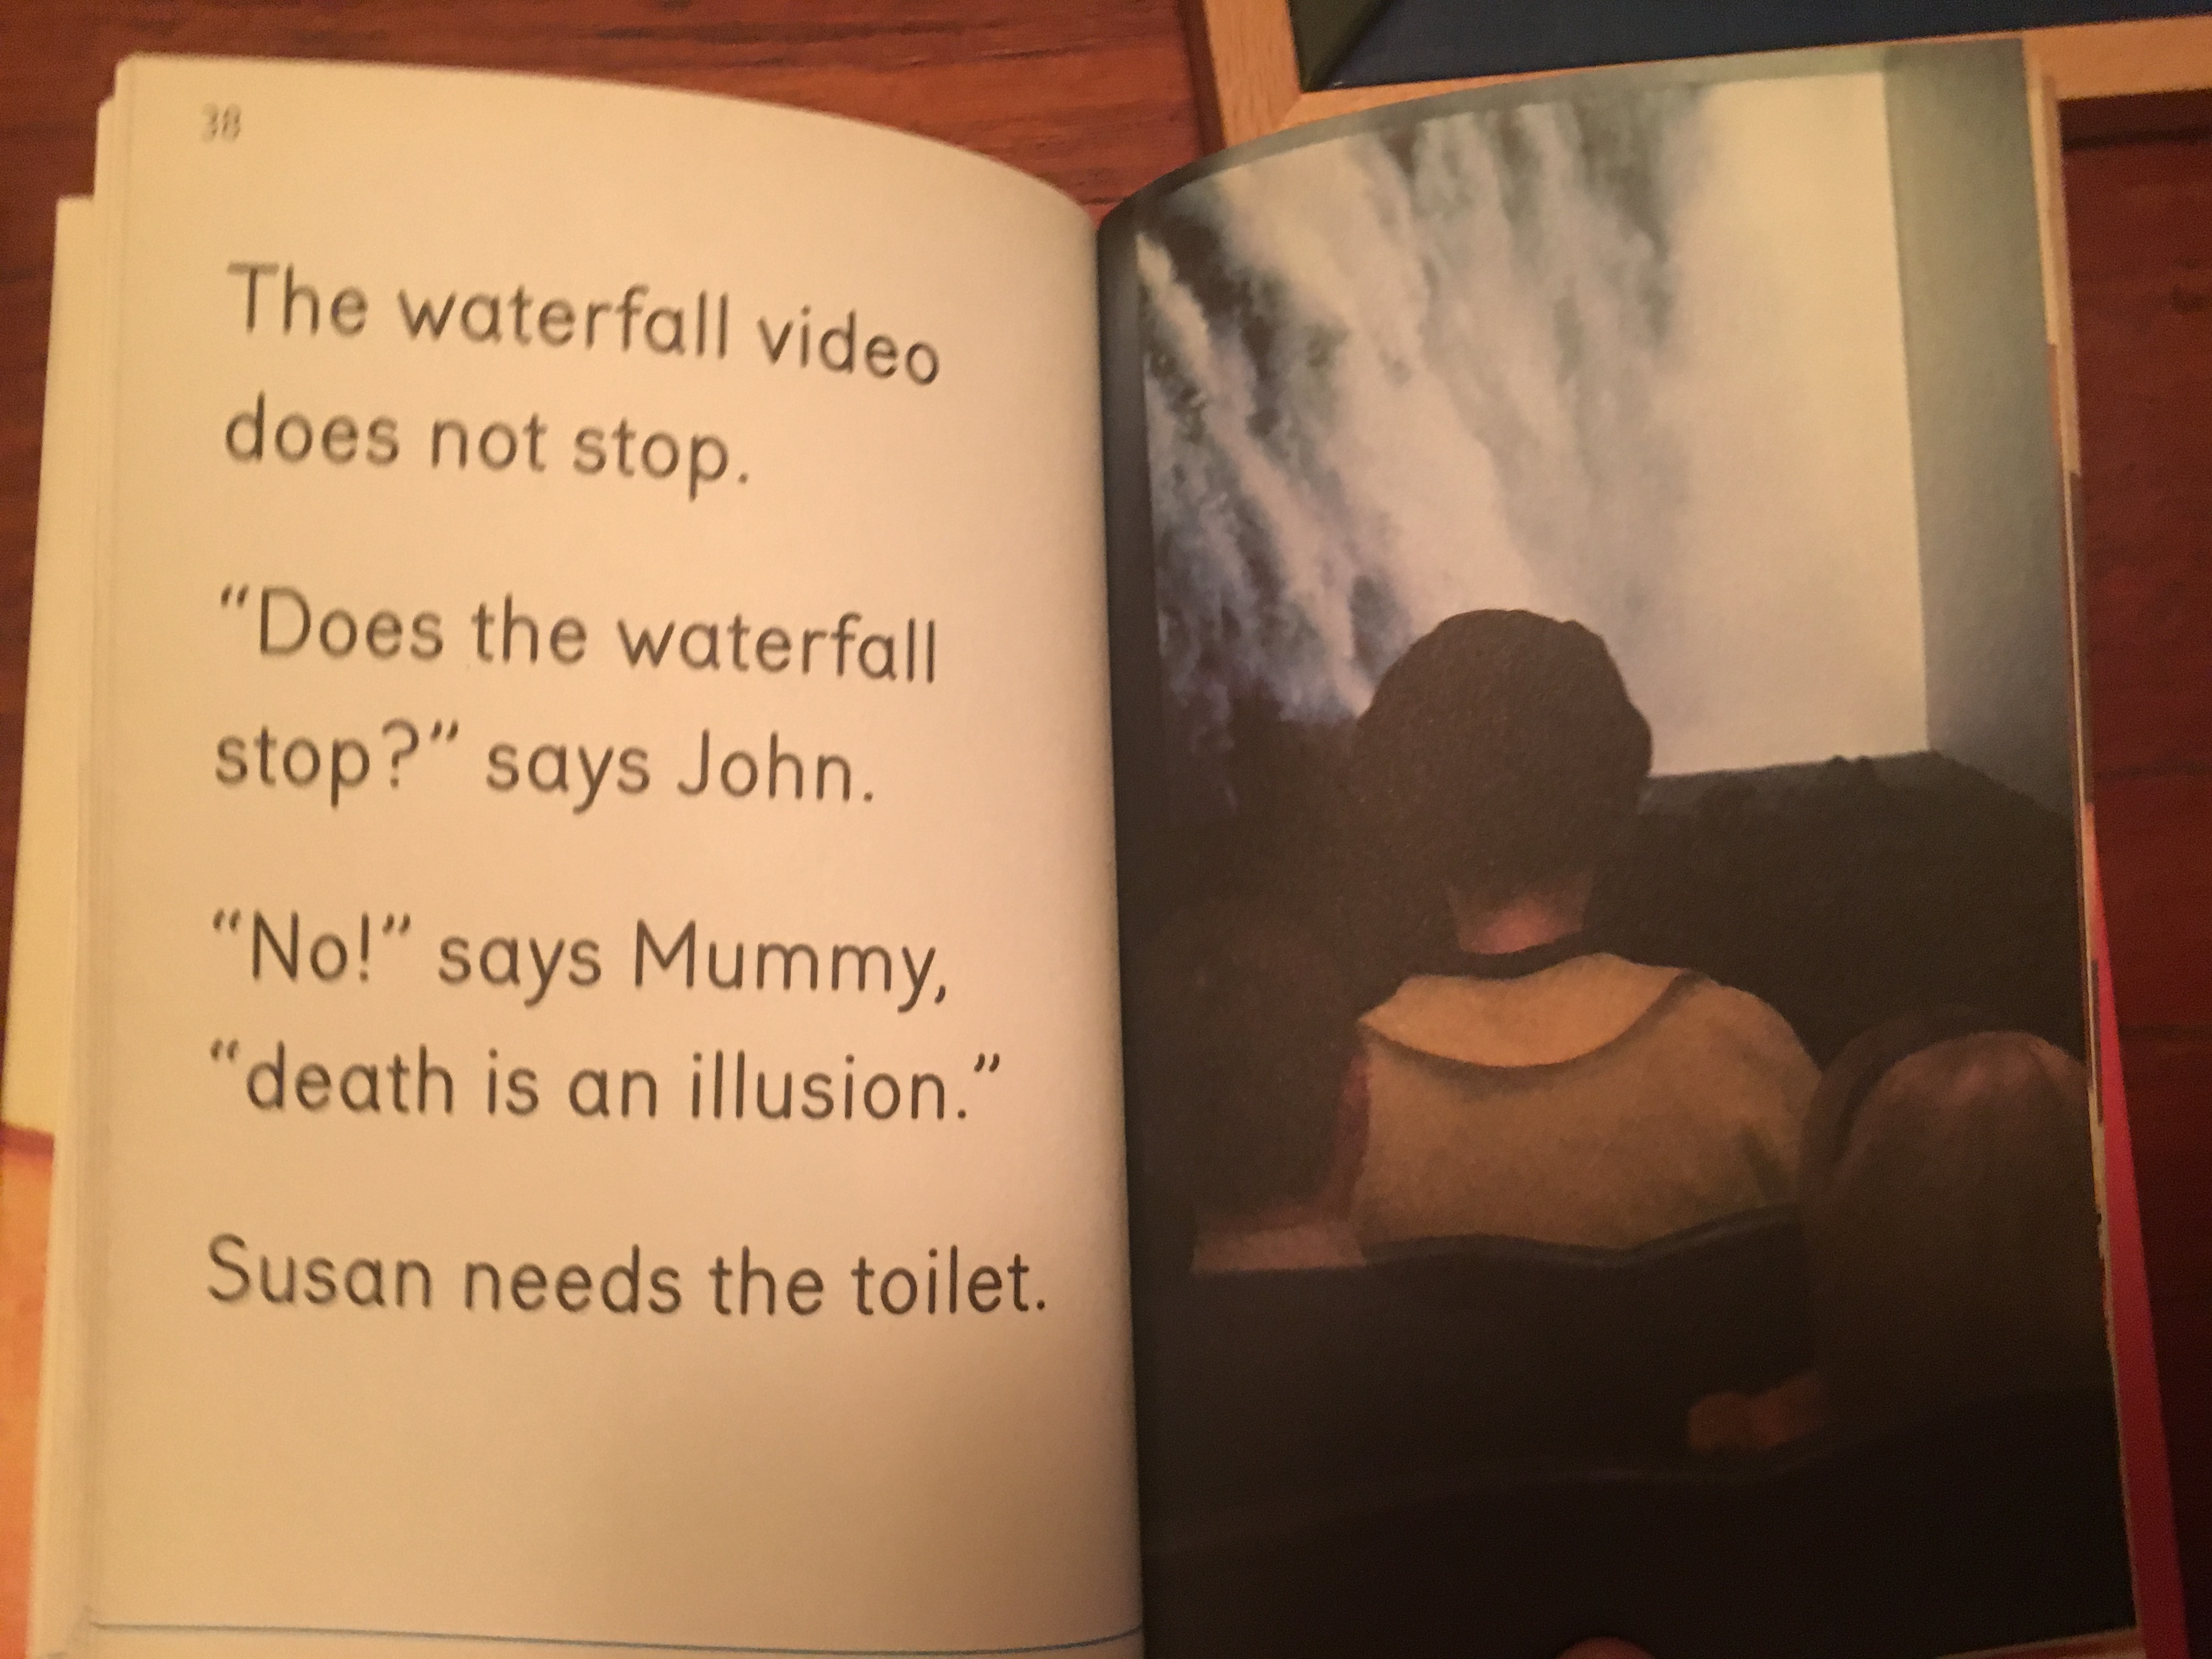 38
The waterfall video
does not stop.
“Does the waterfall
stop?” says John.
“No!” says Mummy,
“death is an illusion.”
Susan needs the toilet.